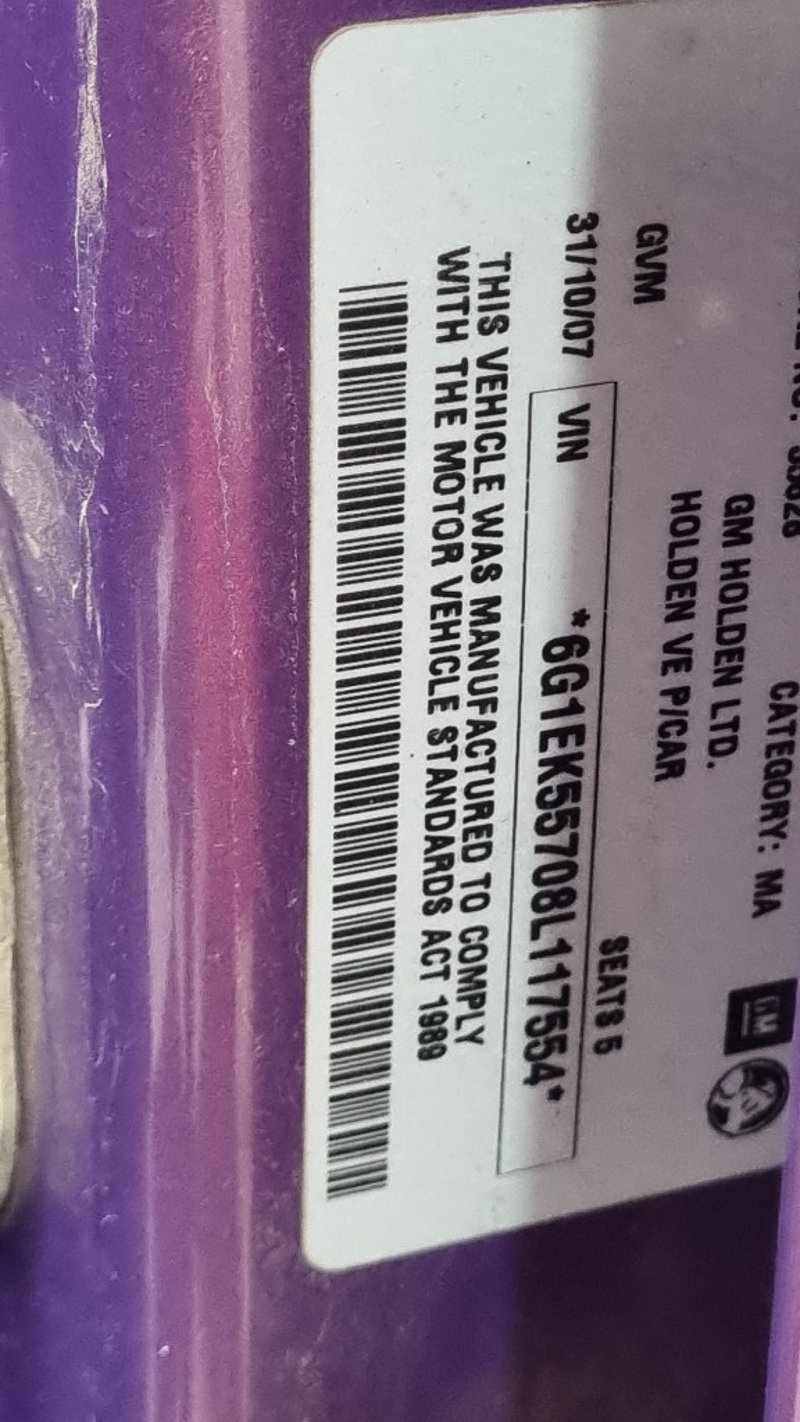 CATEGORY: MA
GM
GM HOLDEN LTD.
HOLDEN VE P/CAR
GVM
SEATS 5
31/10/07
VIN *6G1EK55708L117554*
THIS VEHICLE WAS MANUFACTURED TO COMPLY
WITH THE MOTOR VEHICLE STANDARDS ACT 1989